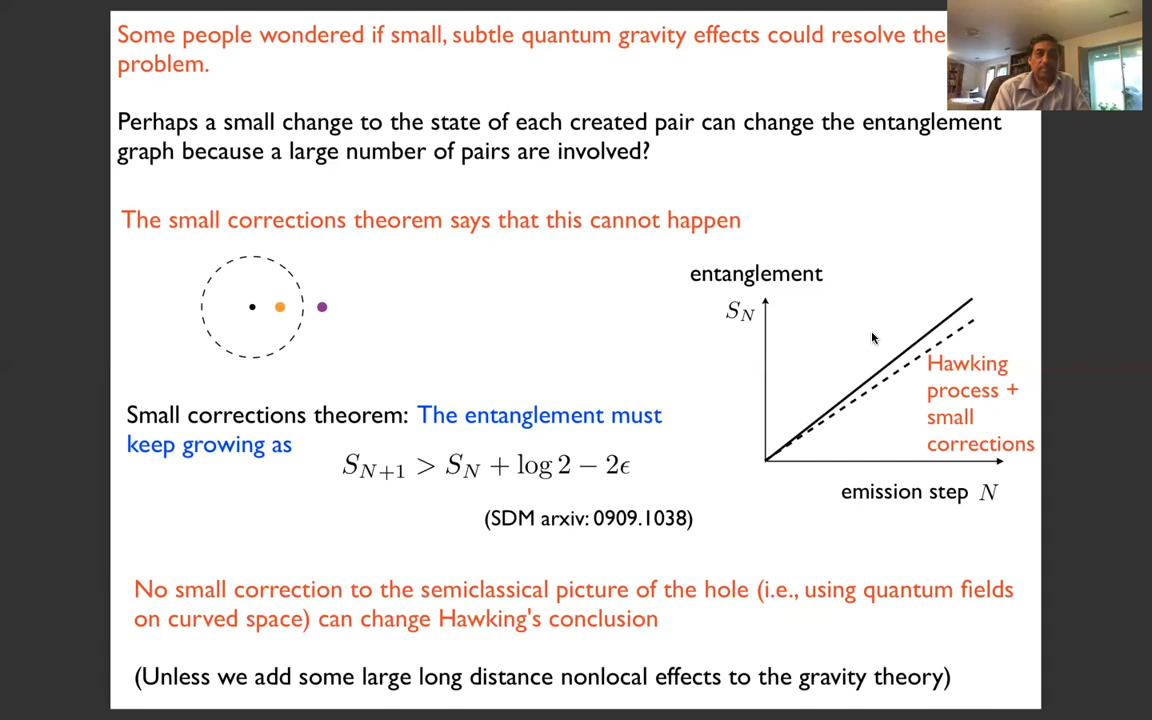 Some people wondered if small, subtle quantum gravity effects could resolve the
problem.
Perhaps a small change to the state of each created pair can change the entanglement
graph because a large number of pairs are involved?
The small corrections theorem says that this cannot happen
entanglement
S_N
Hawking
process +
small
corrections
emission step N
Small corrections theorem: The entanglement must
keep growing as
S_{N+1} > S_N + log 2 − 2ϵ
(SDM arxiv: 0909.1038)
No small correction to the semiclassical picture of the hole (i.e., using quantum fields
on curved space) can change Hawking's conclusion
(Unless we add some large long distance nonlocal effects to the gravity theory)